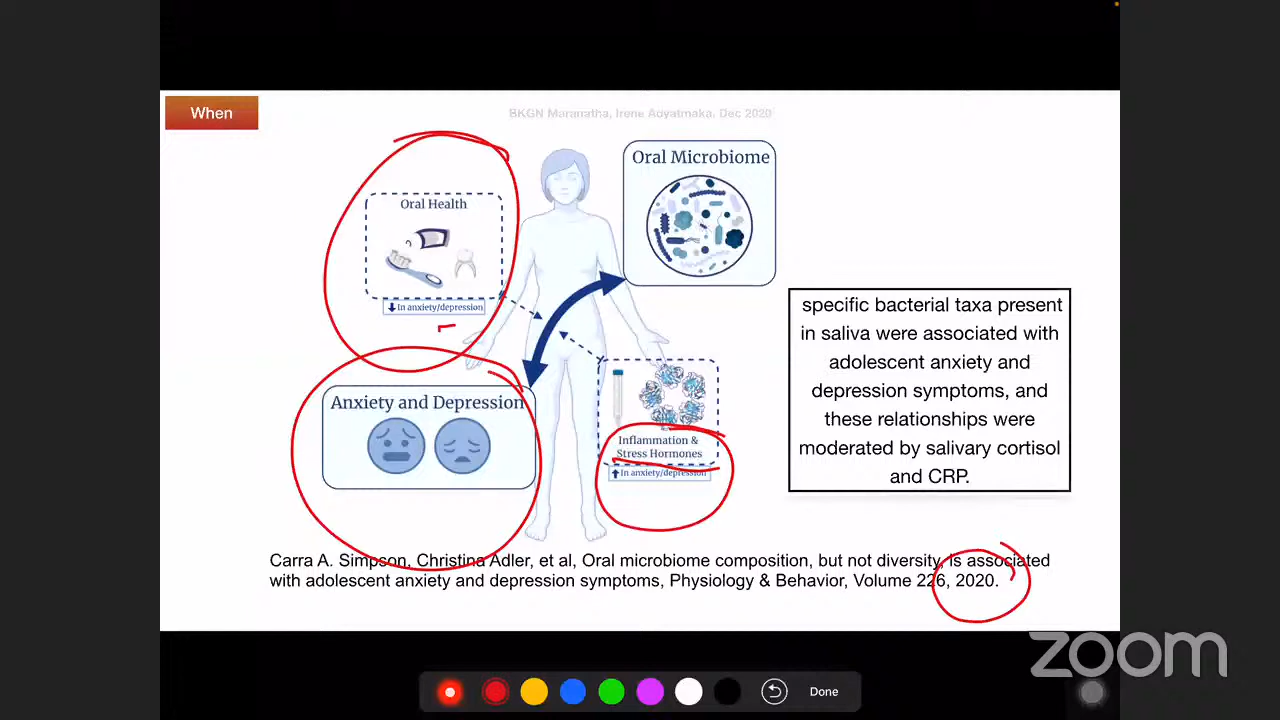 When
BKGN Maranatha, Irene Adyatmaka, Dec 2020
Oral Microbiome
Oral Health
In anxiety/depression
Anxiety and Depression
Inflammation &
Stress Hormones
In anxiety/depression
specific bacterial taxa present
in saliva were associated with
adolescent anxiety and
depression symptoms, and
these relationships were
moderated by salivary cortisol
and CRP.
Carra A. Simpson, Christina Adler, et al, Oral microbiome composition, but not diversity, is associated
with adolescent anxiety and depression symptoms, Physiology & Behavior, Volume 226, 2020.
zoom
Done